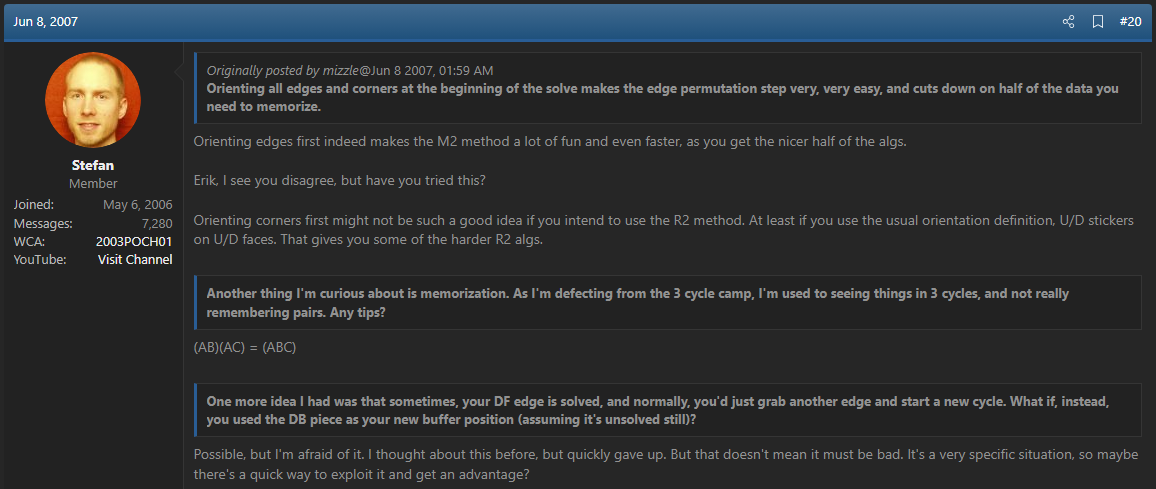 Jun 8, 2007
#20
Stefan
Member
Joined: May 6, 2006
Messages: 7,280
WCA: 2003POCH01
YouTube: Visit Channel
Originally posted by mizzle@Jun 8 2007, 01:59 AM
Orienting all edges and corners at the beginning of the solve makes the edge permutation step very, very easy, and cuts down on half of the data you
need to memorize.
Orienting edges first indeed makes the M2 method a lot of fun and even faster, as you get the nicer half of the algs.
Erik, I see you disagree, but have you tried this?
Orienting corners first might not be such a good idea if you intend to use the R2 method. At least if you use the usual orientation definition, U/D stickers
on U/D faces. That gives you some of the harder R2 algs.
Another thing I'm curious about is memorization. As I'm defecting from the 3 cycle camp, I'm used to seeing things in 3 cycles, and not really
remembering pairs. Any tips?
(AB)(AC) = (ABC)
One more idea I had was that sometimes, your DF edge is solved, and normally, you'd just grab another edge and start a new cycle. What if, instead,
you used the DB piece as your new buffer position (assuming it's unsolved still)?
Possible, but I'm afraid of it. I thought about this before, but quickly gave up. But that doesn't mean it must be bad. It's a very specific situation, so maybe
there's a quick way to exploit it and get an advantage?